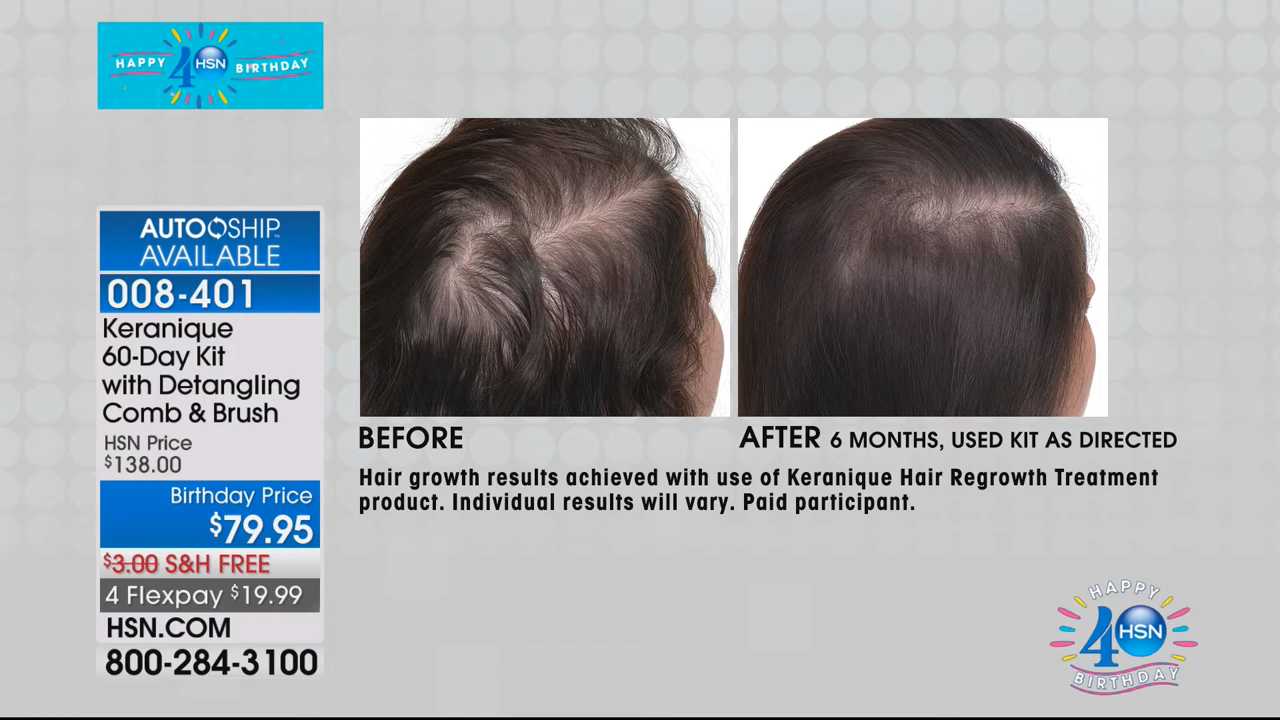 HAPPY 40 HSN BIRTHDAY
AUTOSHIP
AVAILABLE
008-401
Keranique
60-Day Kit
with Detangling
Comb & Brush
HSN Price
$138.00
Birthday Price
$79.95
$3.00 S&H FREE
4 Flexpay $19.99
HSN.COM
800-284-3100
BEFORE
AFTER 6 MONTHS, USED KIT AS DIRECTED
Hair growth results achieved with use of Keranique Hair Regrowth Treatment
product. Individual results will vary. Paid participant.
HAPPY
40 HSN
BIRTHDAY